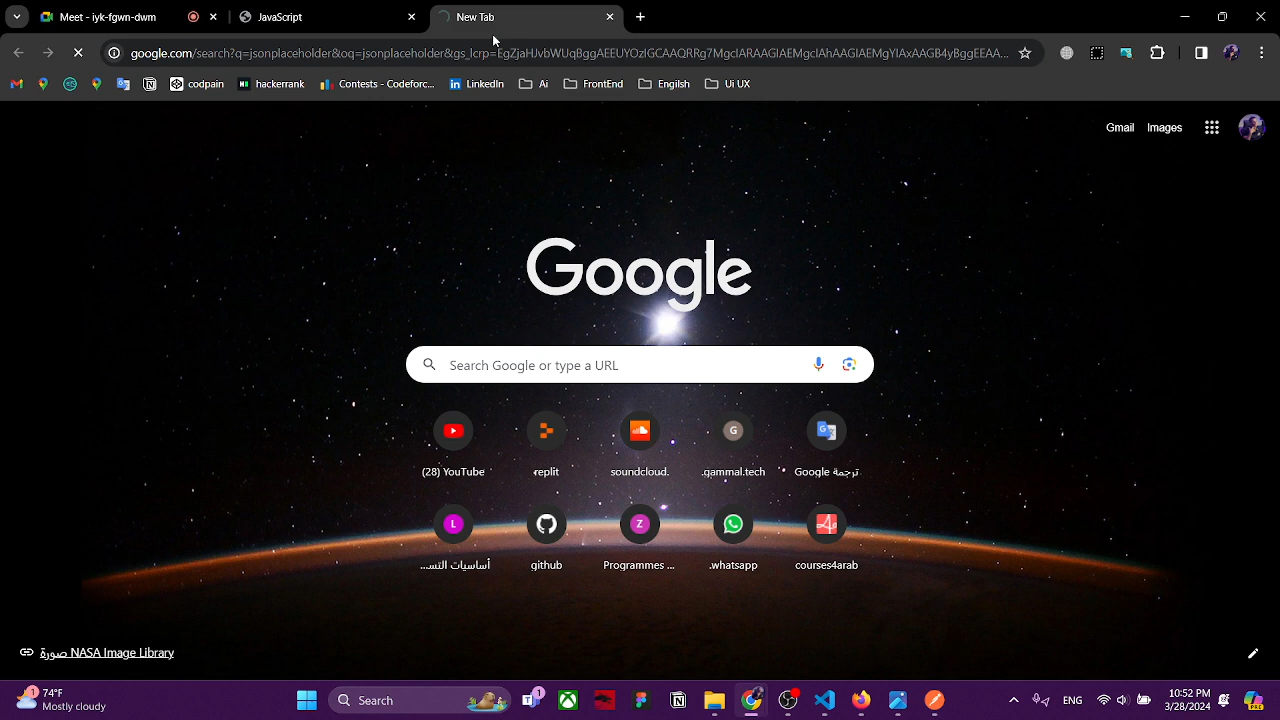 Meet - iyk-fgwn-dwm
JavaScript
New Tab
google.com/search?q=jsonplaceholder&oq=jsonplaceholder&gs_lcrp=EgZjaHJvbWUqBggAEEUYOzIGCAAQRRg7MgcIARAAGIAEMgcIAhAAGIAEMgYIAxAAGB4yBggEEAA...
codpain
hackerrank
Contests - Codeforc...
LinkedIn
Ai
FrontEnd
English
Ui UX
Gmail
Images
Google
Search Google or type a URL
G
(28) YouTube
replit
soundcloud.
.gammal.tech
ترجمة Google
L
Z
أساسيات التس...
github
Programmes ...
.whatsapp
courses4arab
صورة NASA Image Library
1
74°F
Mostly cloudy
Search
1
ENG
10:52 PM
3/28/2024